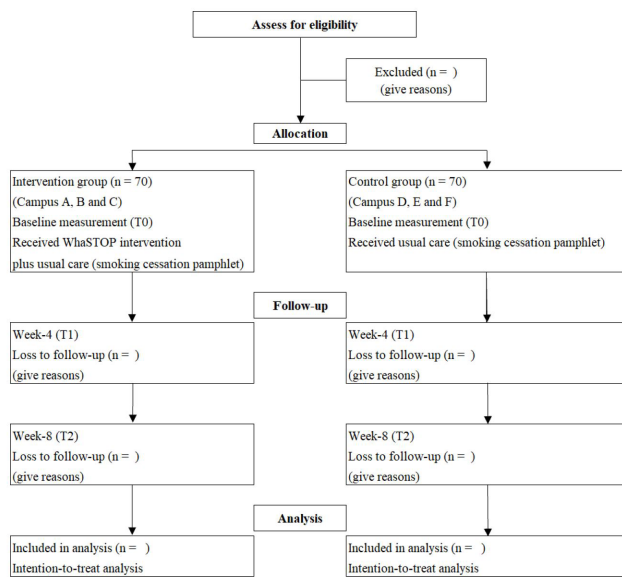 Assess for eligibility
Excluded (n =  )
(give reasons)
Allocation
Intervention group (n = 70)
(Campus A, B and C)
Baseline measurement (T0)
Received WhaSTOP intervention
plus usual care (smoking cessation pamphlet)
Control group (n = 70)
(Campus D, E and F)
Baseline measurement (T0)
Received usual care (smoking cessation pamphlet)
Follow-up
Week-4 (T1)
Loss to follow-up (n =  )
(give reasons)
Week-4 (T1)
Loss to follow-up (n =  )
(give reasons)
Week-8 (T2)
Loss to follow-up (n =  )
(give reasons)
Week-8 (T2)
Loss to follow-up (n =  )
(give reasons)
Analysis
Included in analysis (n =  )
Intention-to-treat analysis
Included in analysis (n =  )
Intention-to-treat analysis